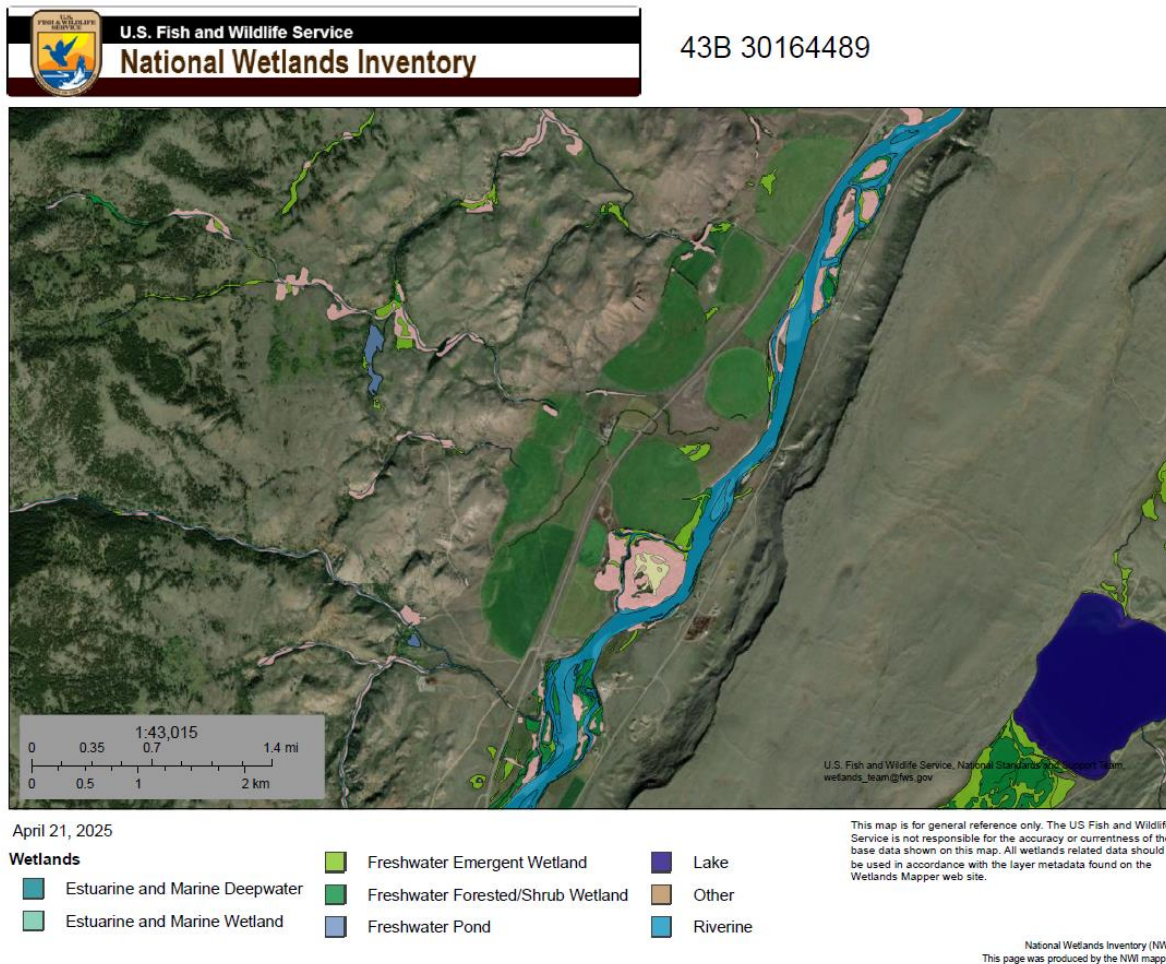 U.S.
FISH & WILDLIFE
SERVICE
U.S. Fish and Wildlife Service
National Wetlands Inventory
43B 30164489
1:43,015
0 0.35 0.7 1.4 mi
0 0.5 1 2 km
U.S. Fish and Wildlife Service, National Standards and Support Team,
wetlands_team@fws.gov
April 21, 2025
This map is for general reference only. The US Fish and Wildlif
Service is not responsible for the accuracy or currentness of the
base data shown on this map. All wetlands related data should
be used in accordance with the layer metadata found on the
Wetlands Mapper web site.
Wetlands
Estuarine and Marine Deepwater
Estuarine and Marine Wetland
Freshwater Emergent Wetland
Freshwater Forested/Shrub Wetland
Freshwater Pond
Lake
Other
Riverine
National Wetlands Inventory (NW
This page was produced by the NWI mapp